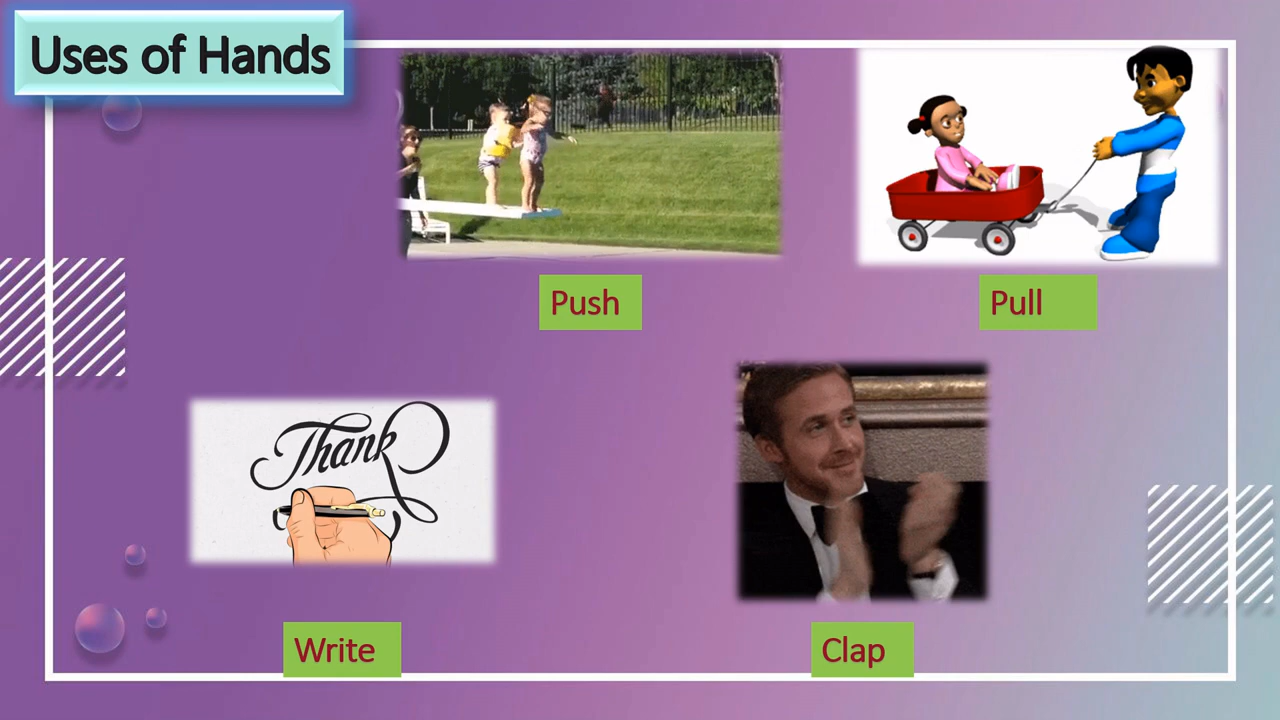 Uses of Hands
Push
Pull
Thank
Write
Clap